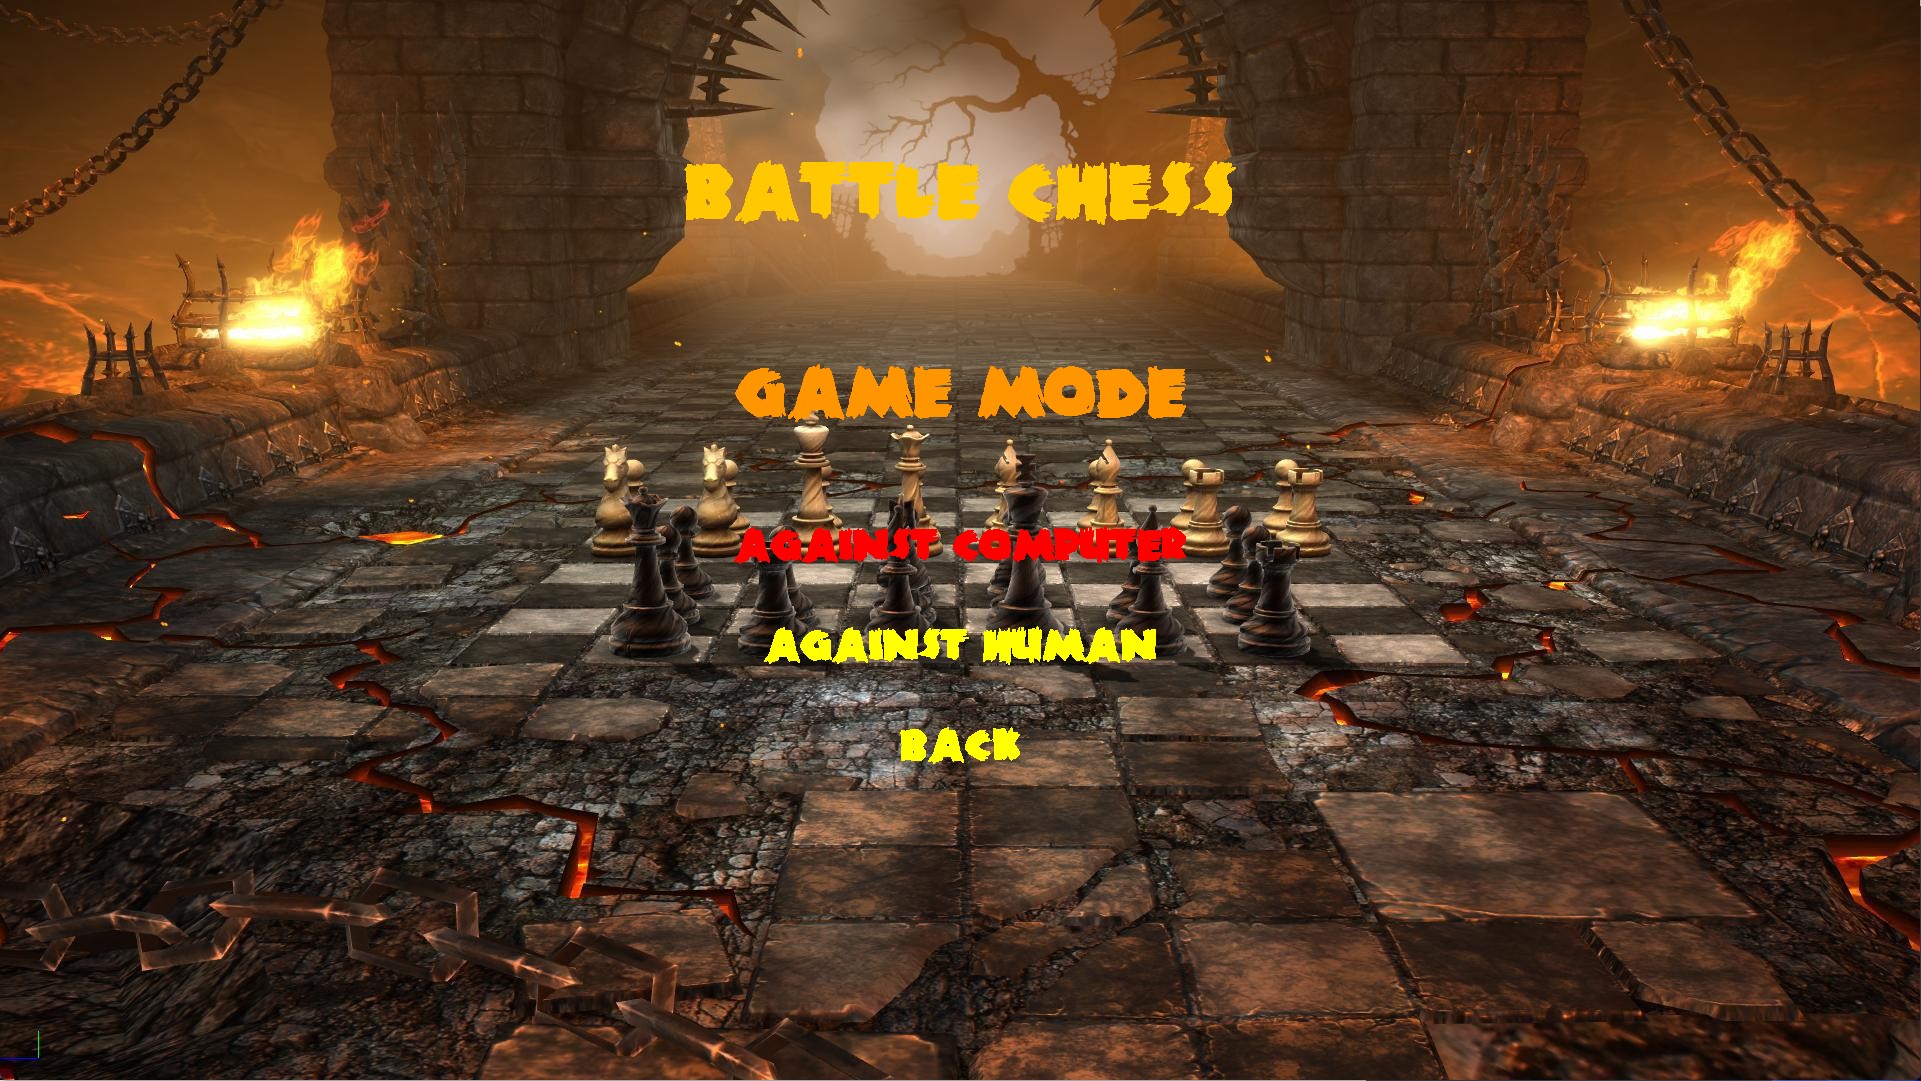 BATTLE CHESS
GAME MODE
AGAINST COMPUTER
AGAINST HUMAN
BACK